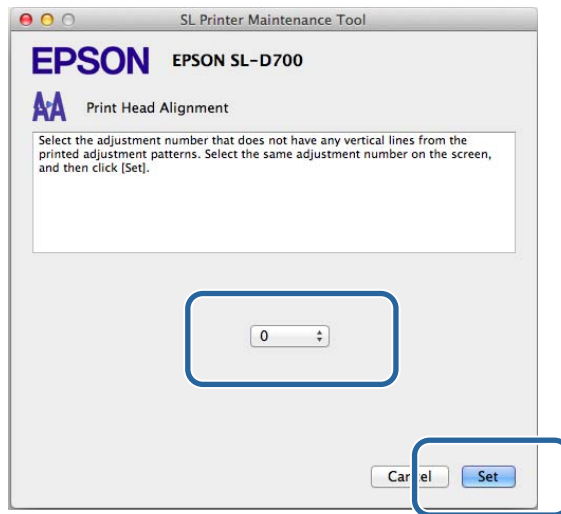 SL Printer Maintenance Tool
EPSON EPSON SL-D700
Print Head Alignment
Select the adjustment number that does not have any vertical lines from the
printed adjustment patterns. Select the same adjustment number on the screen,
and then click [Set].
0
Cancel Set